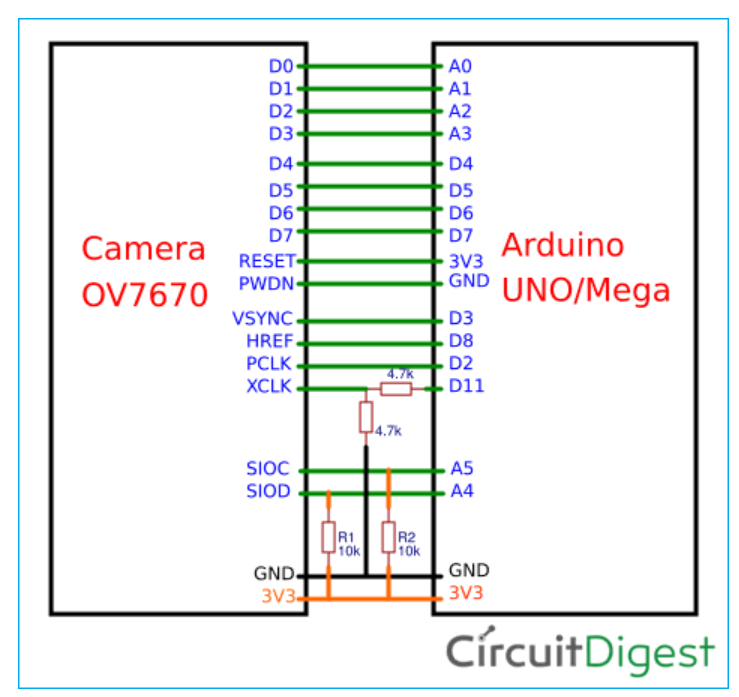 D0 A0
D1 A1
D2 A2
D3 A3
D4 D4
D5 D5
D6 D6
D7 D7
Camera
OV7670
Arduino
UNO/Mega
RESET 3V3
PWDN GND
VSYNC D3
HREF D8
PCLK D2
4.7k
XCLK D11
4.7k
SIOC A5
SIOD A4
R1
10k
R2
10k
GND GND
3V3 3V3
CircuitDigest